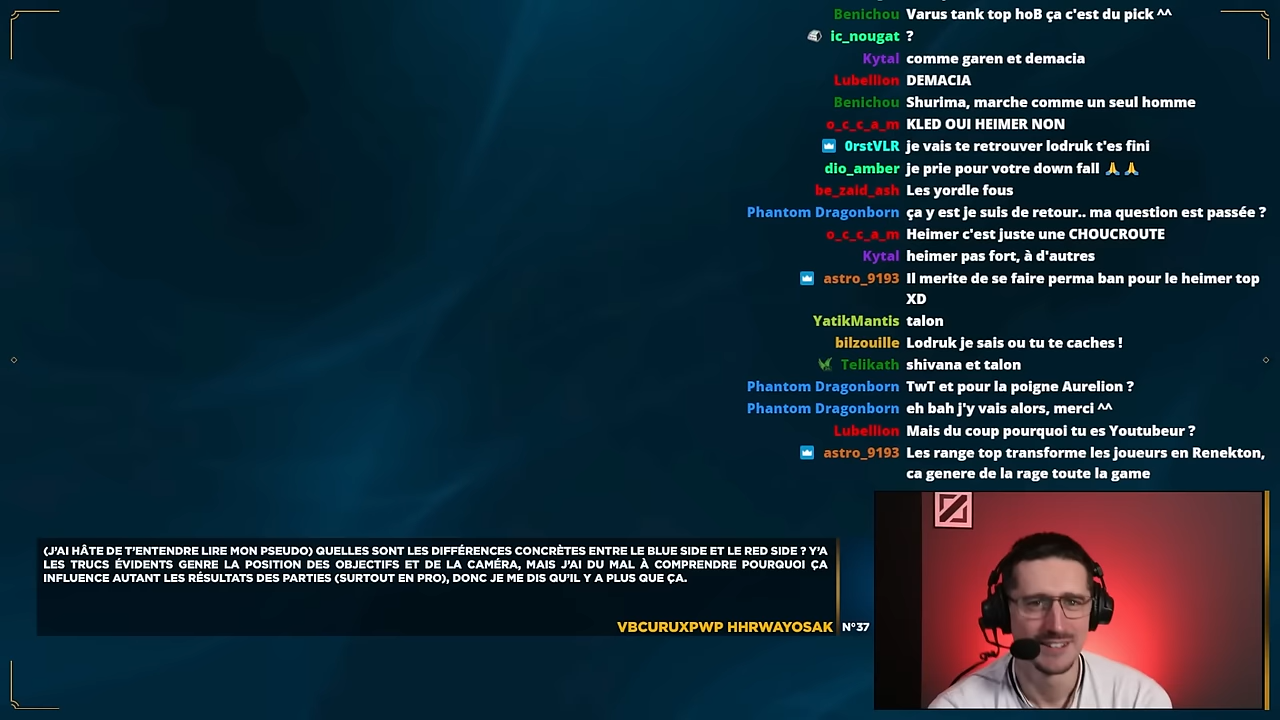 Benichou Varus tank top hoB ça c'est du pick ^^
ic_nougat ?
Kytal comme garen et demacia
Lubellion DEMACIA
Benichou Shurima, marche comme un seul homme
o_c_c_a_m KLED OUI HEIMER NON
0rstVLR je vais te retrouver lodruk t'es fini
dio_amber je prie pour votre down fall 🙏 🙏
be_zaid_ash Les yordle fous
Phantom Dragonborn ça y est je suis de retour.. ma question est passée ?
o_c_c_a_m Heimer c'est juste une CHOUCROUTE
Kytal heimer pas fort, à d'autres
astro_9193 Il merite de se faire perma ban pour le heimer top
XD
YatikMantis talon
bilzouille Lodruk je sais ou tu te caches !
Telikath shivana et talon
Phantom Dragonborn TwT et pour la poigne Aurelion ?
Phantom Dragonborn eh bah j'y vais alors, merci ^^
Lubellion Mais du coup pourquoi tu es Youtubeur ?
astro_9193 Les range top transforme les joueurs en Renekton,
ca genere de la rage toute la game
(J'AI HÂTE DE T'ENTENDRE LIRE MON PSEUDO) QUELLES SONT LES DIFFÉRENCES CONCRÈTES ENTRE LE BLUE SIDE ET LE RED SIDE ? Y'A
LES TRUCS ÉVIDENTS GENRE LA POSITION DES OBJECTIFS ET DE LA CAMÉRA, MAIS J'AI DU MAL À COMPRENDRE POURQUOI ÇA
INFLUENCE AUTANT LES RÉSULTATS DES PARTIES (SURTOUT EN PRO), DONC JE ME DIS QU'IL Y A PLUS QUE ÇA.
VBCURUXPWP HHRWAYOSAK N°37